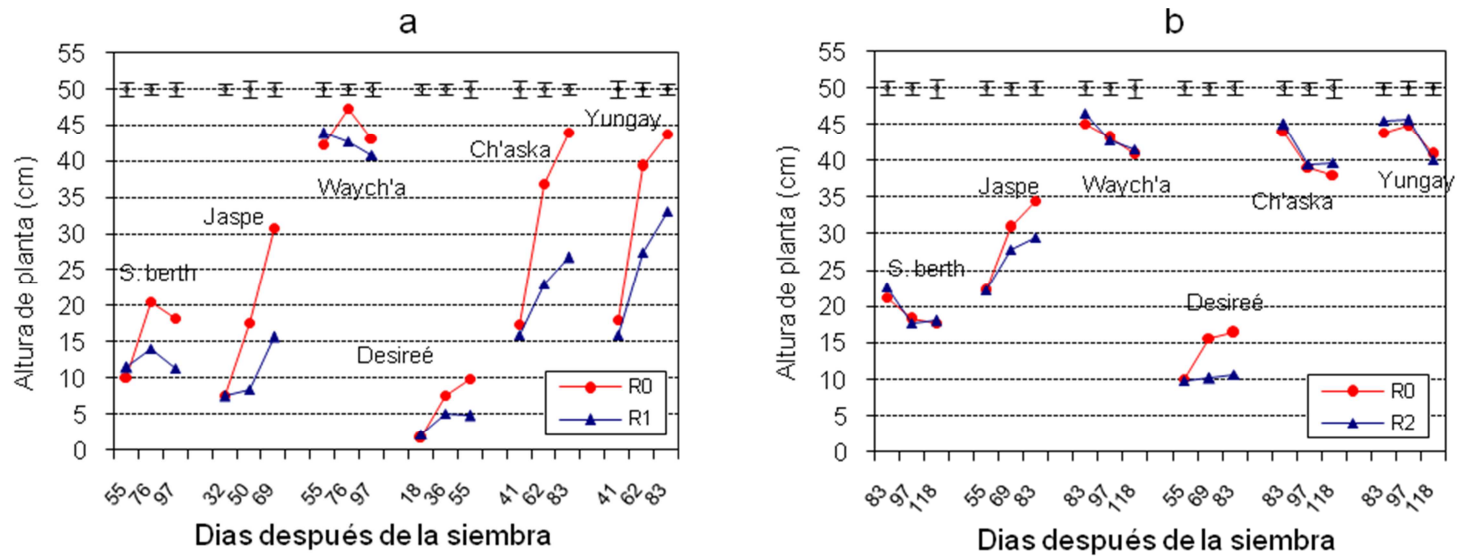 a
55
50
45
40
35
30
25
20
15
10
5
0
Altura de planta (cm)
S. berth
Jaspe
Waych'a
Desireé
Ch'aska
Yungay
R0
R1
55 76 97 32 50 69 55 76 97 18 36 55 41 62 83 41 62 83
Dias después de la siembra
b
55
50
45
40
35
30
25
20
15
10
5
0
Altura de planta (cm)
S. berth
Jaspe
Waych'a
Desireé
Ch'aska
Yungay
R0
R2
83 97 118 55 69 83 83 97 118 55 69 83 83 97 118 83 97 118
Dias después de la siembra